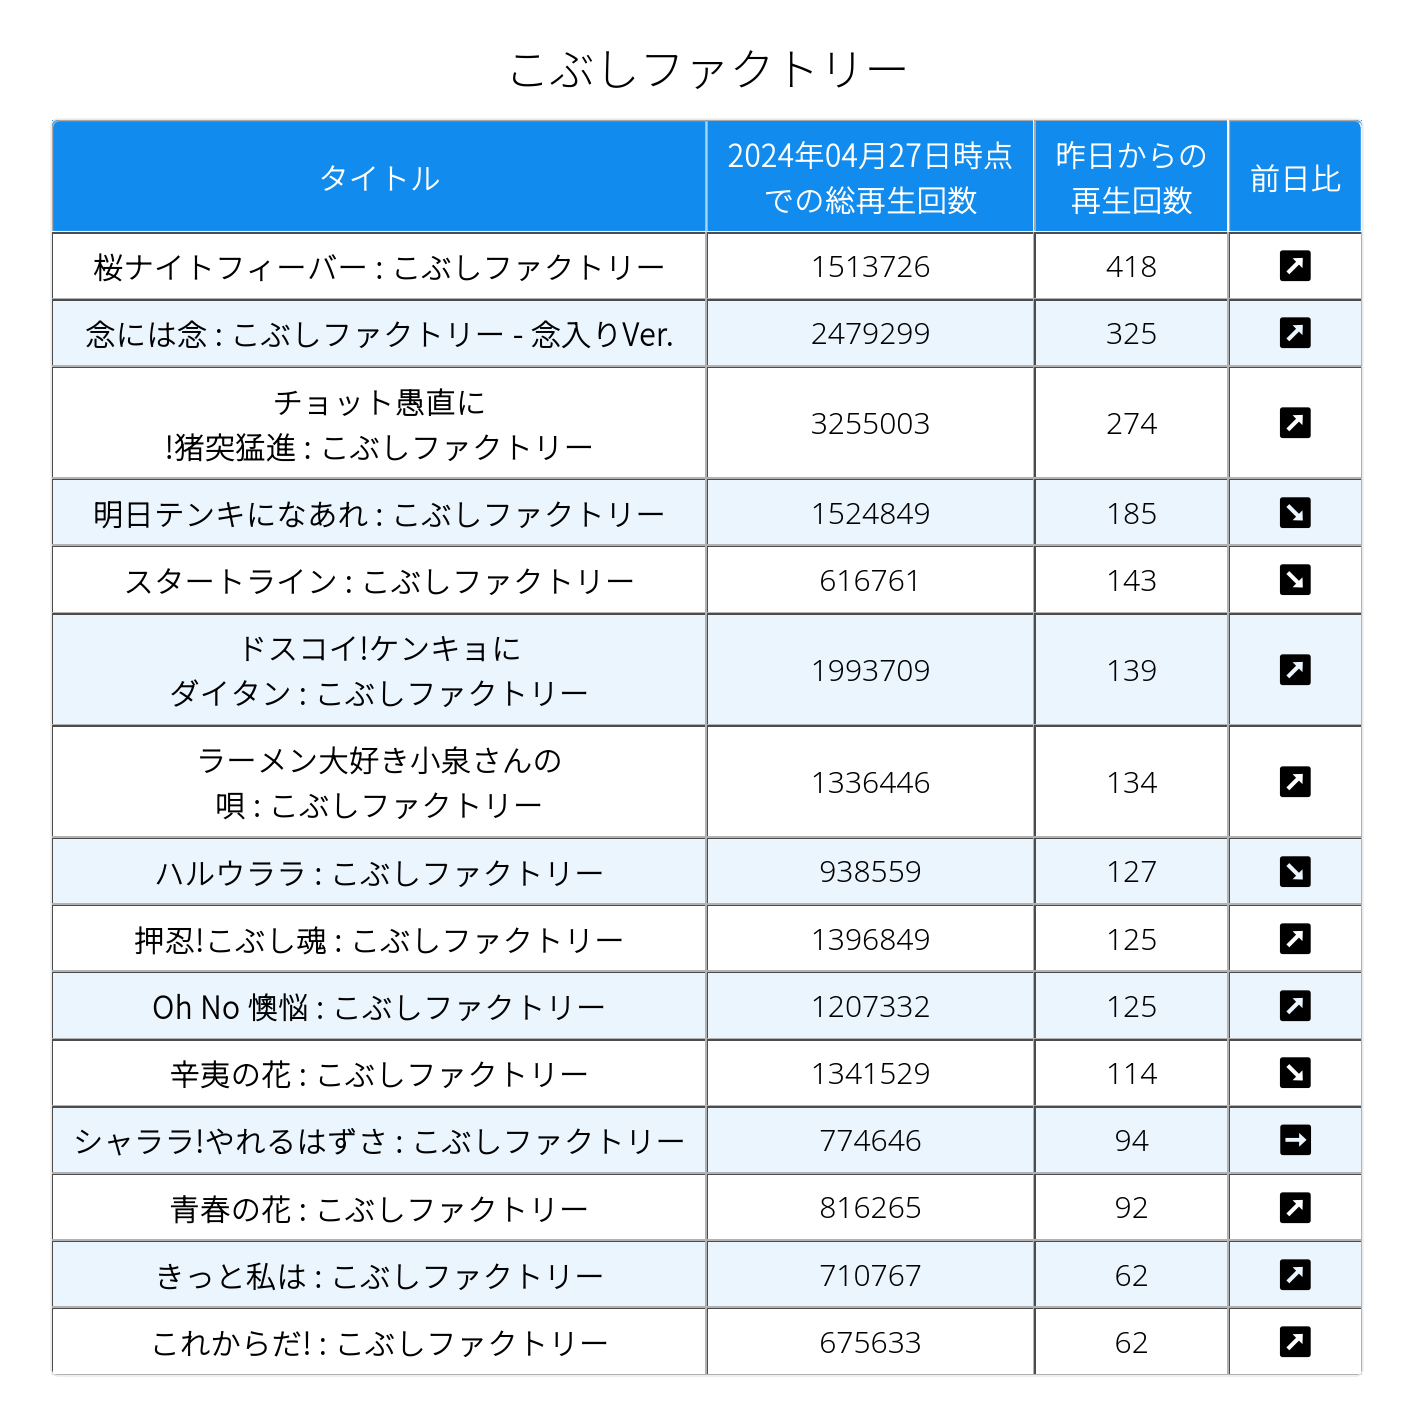 こぶしファクトリー
タイトル
2024年04月27日時点
での総再生回数
昨日からの
再生回数
前日比
桜ナイトフィーバー : こぶしファクトリー 1513726 418
念には念 : こぶしファクトリー - 念入りVer. 2479299 325
チョット愚直に
!猪突猛進 : こぶしファクトリー 3255003 274
明日テンキになあれ : こぶしファクトリー 1524849 185
スタートライン : こぶしファクトリー 616761 143
ドスコイ!ケンキョに
ダイタン : こぶしファクトリー 1993709 139
ラーメン大好き小泉さんの
唄 : こぶしファクトリー 1336446 134
ハルウララ : こぶしファクトリー 938559 127
押忍!こぶし魂 : こぶしファクトリー 1396849 125
Oh No 懊悩 : こぶしファクトリー 1207332 125
辛夷の花 : こぶしファクトリー 1341529 114
シャララ!やれるはずさ : こぶしファクトリー 774646 94
青春の花 : こぶしファクトリー 816265 92
きっと私は : こぶしファクトリー 710767 62
これからだ! : こぶしファクトリー 675633 62